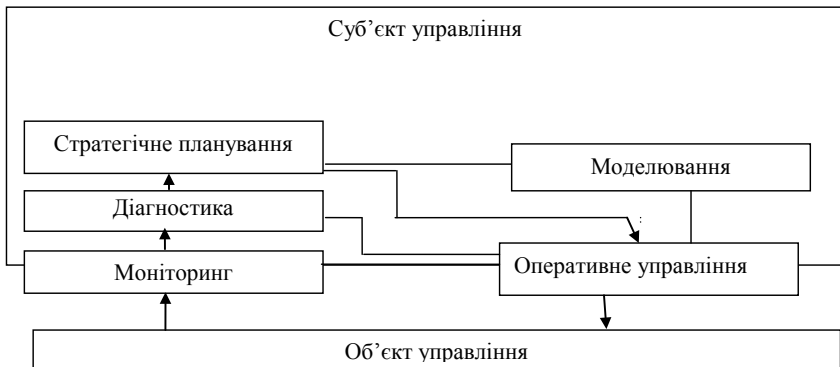 Суб’єкт управління
Стратегічне планування
Моделювання
Діагностика
Моніторинг
Оперативне управління
Об’єкт управління